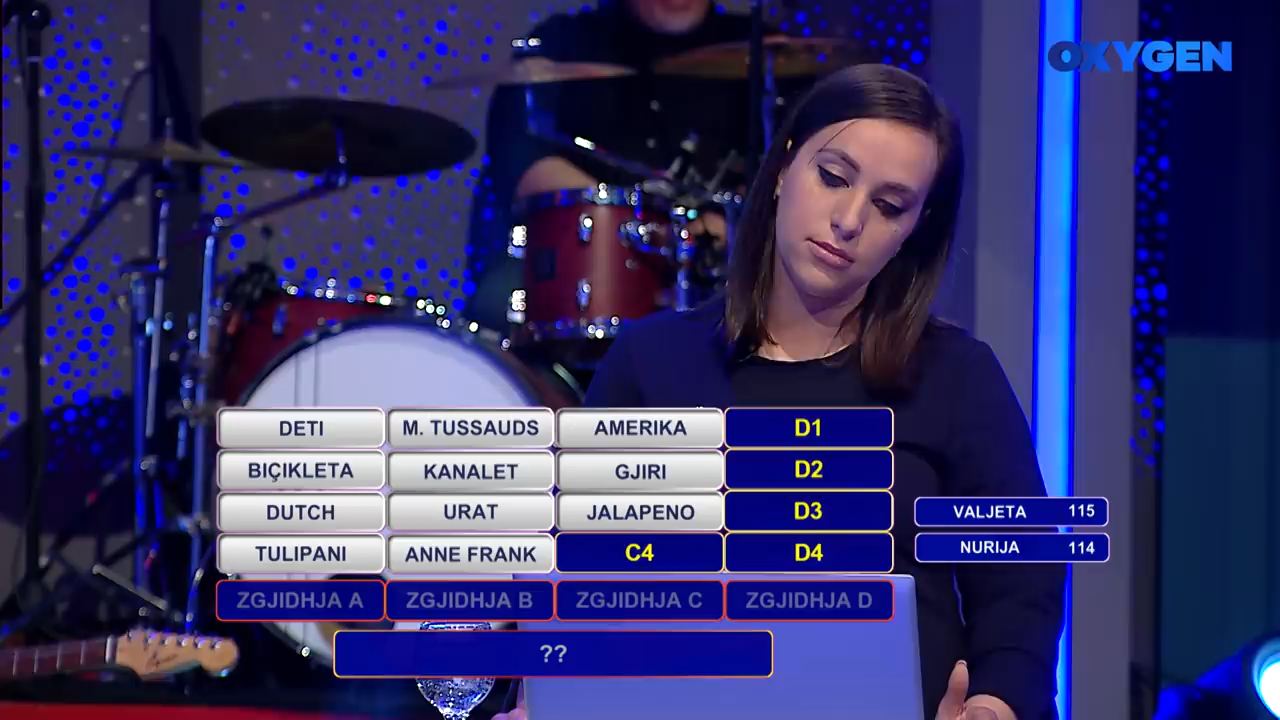 OXYGEN
DETI M. TUSSAUDS AMERIKA D1
BIÇIKLETA KANALET GJIRI D2
DUTCH URAT JALAPENO D3
VALJETA 115
TULIPANI ANNE FRANK C4 D4
NURIJA 114
ZGJIDHJA A ZGJIDHJA B ZGJIDHJA C ZGJIDHJA D
??